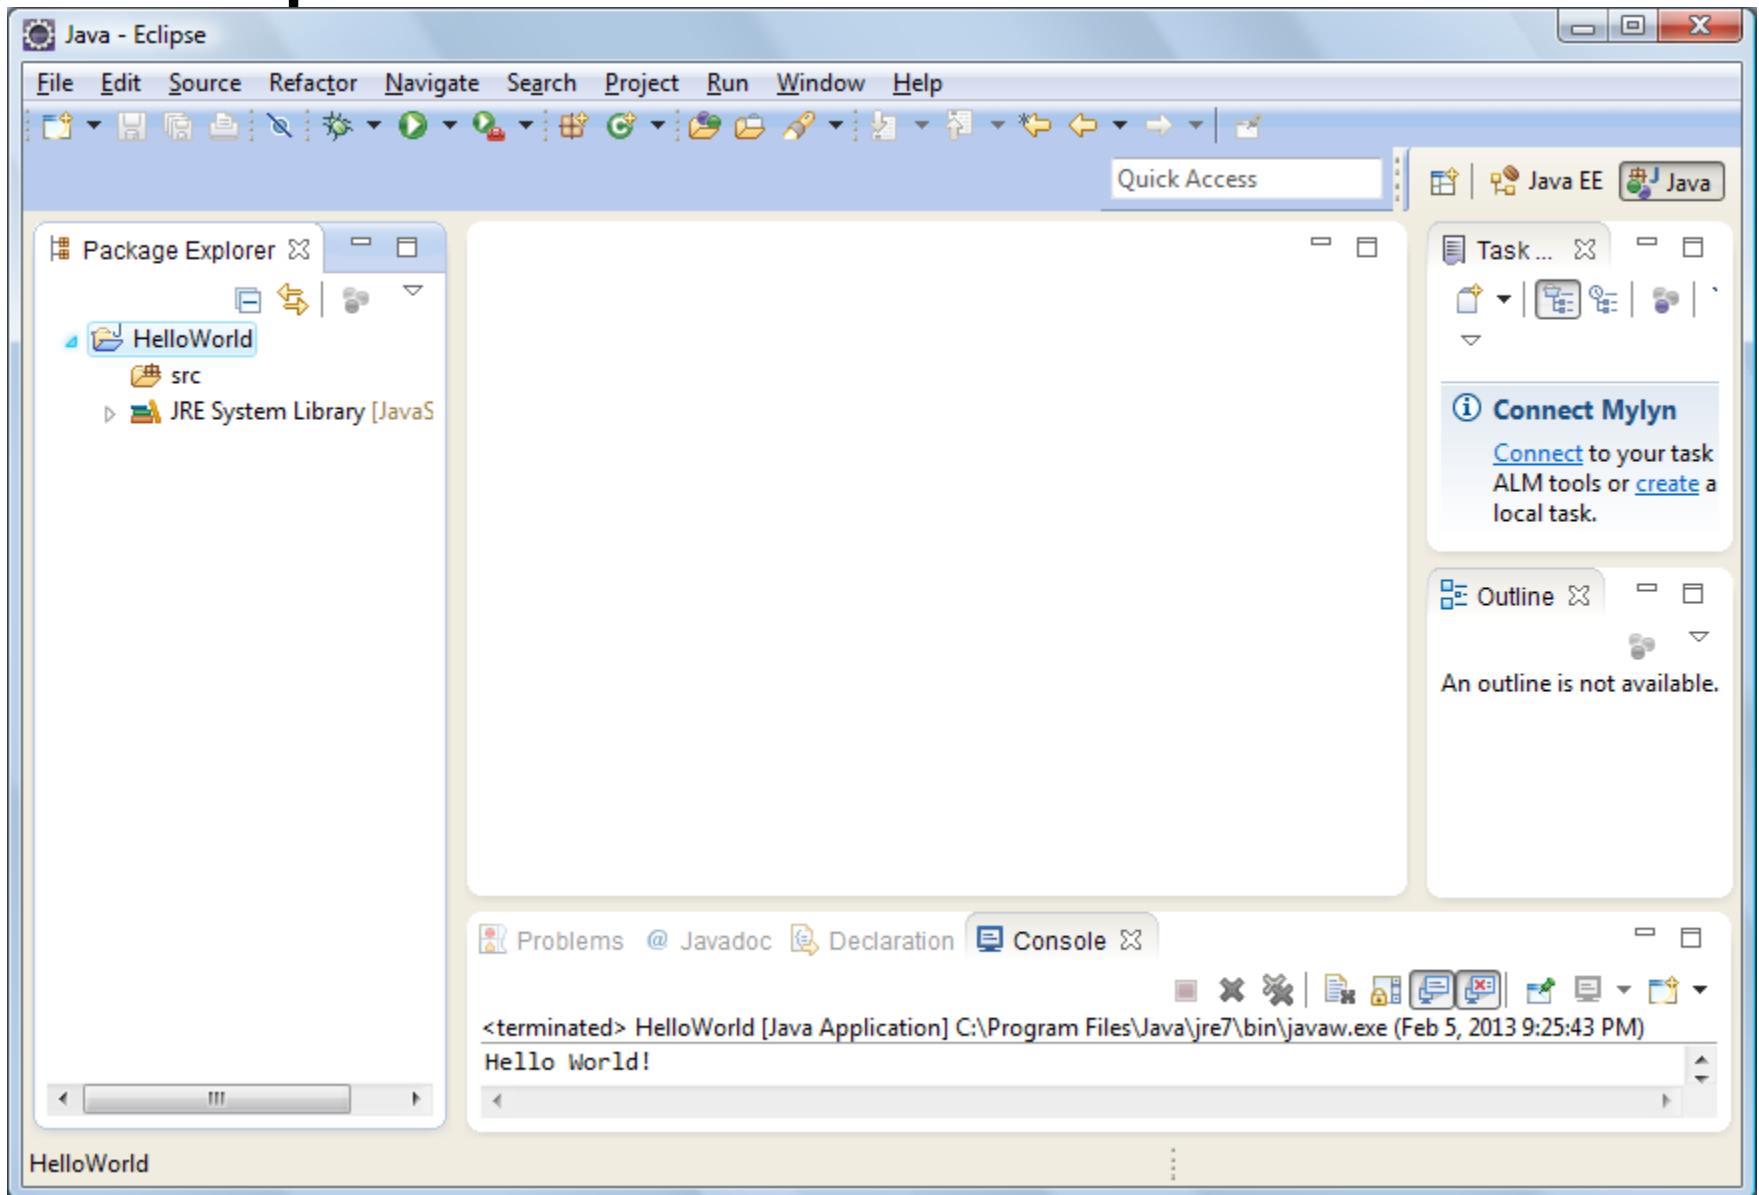 Java - Eclipse
File Edit Source Refactor Navigate Search Project Run Window Help
Quick Access
Java EE
Java
Package Explorer
HelloWorld
src
JRE System Library [JavaS
Task ...
Connect Mylyn
Connect to your task
ALM tools or create a
local task.
Outline
An outline is not available.
Problems @ Javadoc Declaration Console
<terminated> HelloWorld [Java Application] C:\Program Files\Java\jre7\bin\javaw.exe (Feb 5, 2013 9:25:43 PM)
Hello World!
HelloWorld